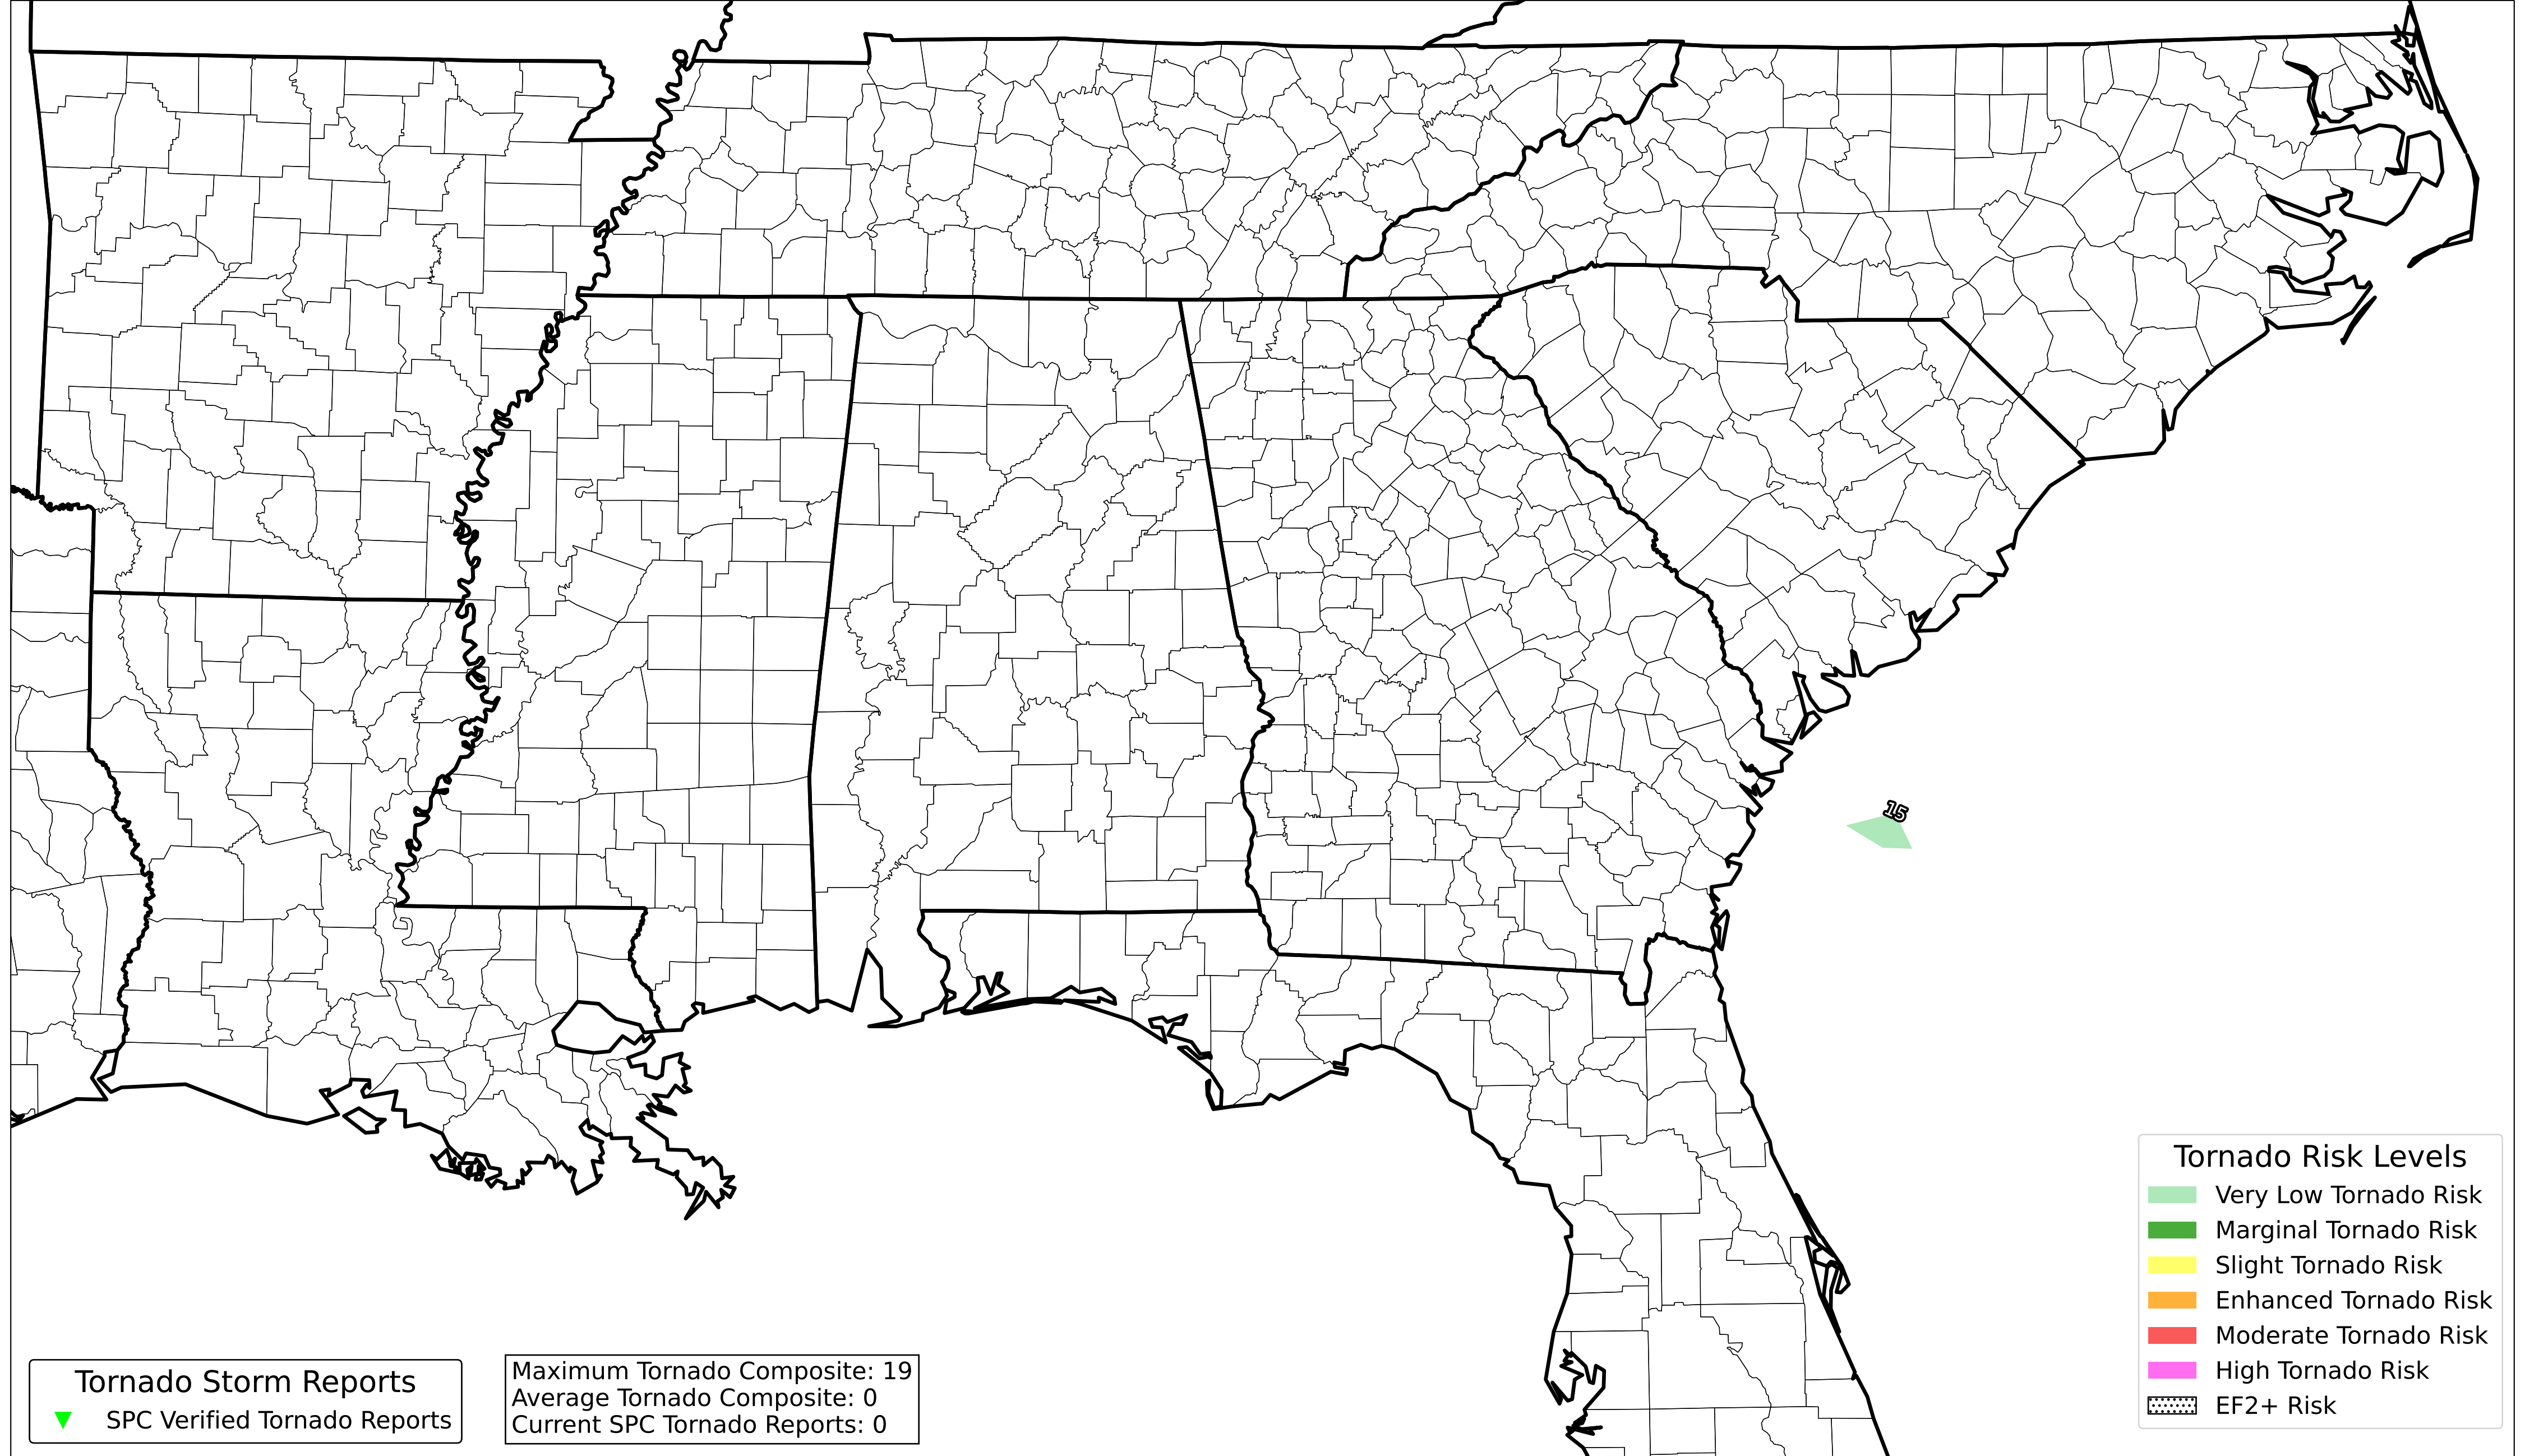 15
Tornado Risk Levels
Very Low Tornado Risk
Marginal Tornado Risk
Slight Tornado Risk
Enhanced Tornado Risk
Moderate Tornado Risk
High Tornado Risk
EF2+ Risk
Tornado Storm Reports
SPC Verified Tornado Reports
Maximum Tornado Composite: 19
Average Tornado Composite: 0
Current SPC Tornado Reports: 0